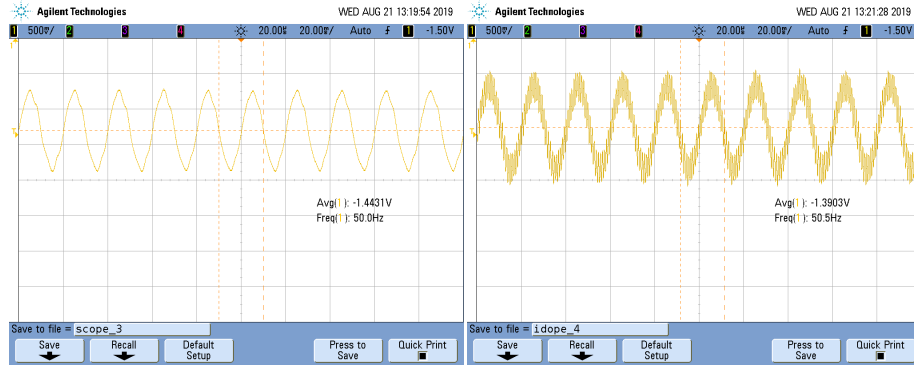 Agilent Technologies WED AUG 21 13:19:54 2019
1 500mV/ 2 3 4 20.00% 20.00%/ Auto 1 -1.50V
Avg(1): -1.4431V
Freq(1): 50.0Hz
Save to file = scope_3
Save Recall Default Setup Press to Save Quick Print
Agilent Technologies WED AUG 21 13:21:28 2019
1 500mV/ 2 3 4 20.00% 20.00%/ Auto 1 -1.50V
Avg(1): -1.3903V
Freq(1): 50.5Hz
Save to file = idope_4
Save Recall Default Setup Press to Save Quick Print